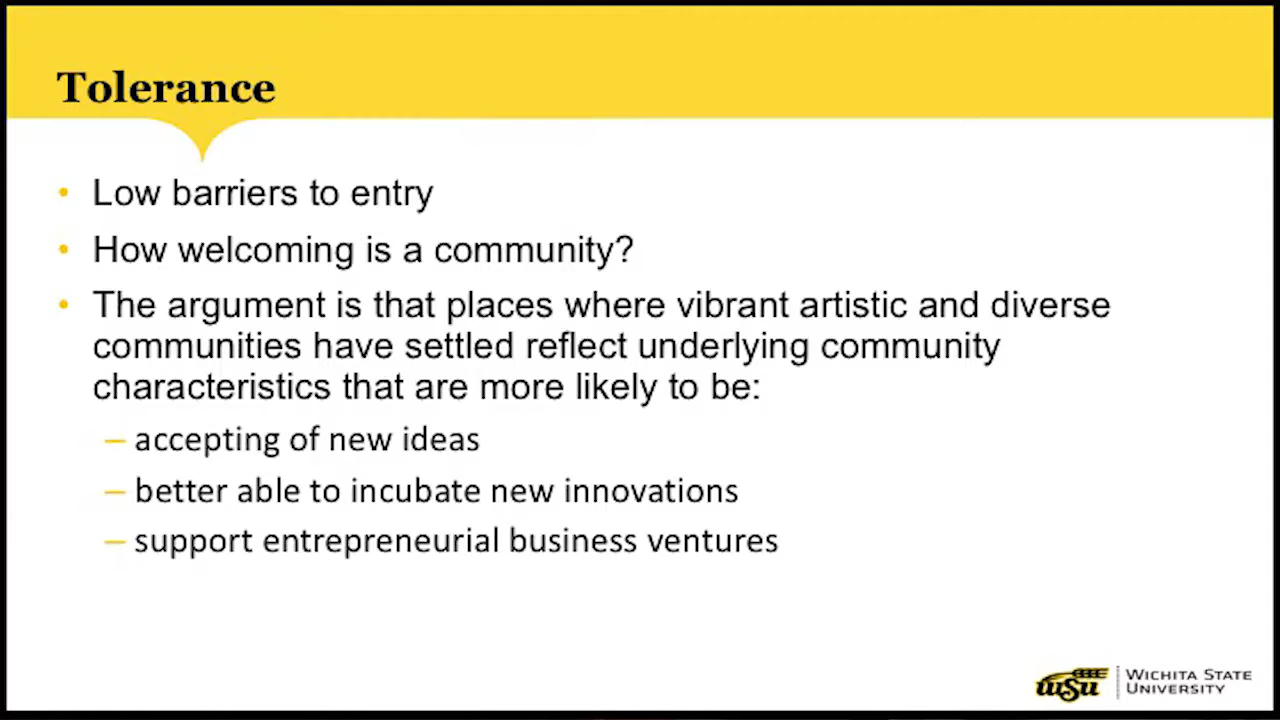 Tolerance
• Low barriers to entry
• How welcoming is a community?
• The argument is that places where vibrant artistic and diverse
communities have settled reflect underlying community
characteristics that are more likely to be:
– accepting of new ideas
– better able to incubate new innovations
– support entrepreneurial business ventures
WSU
WICHITA STATE
UNIVERSITY